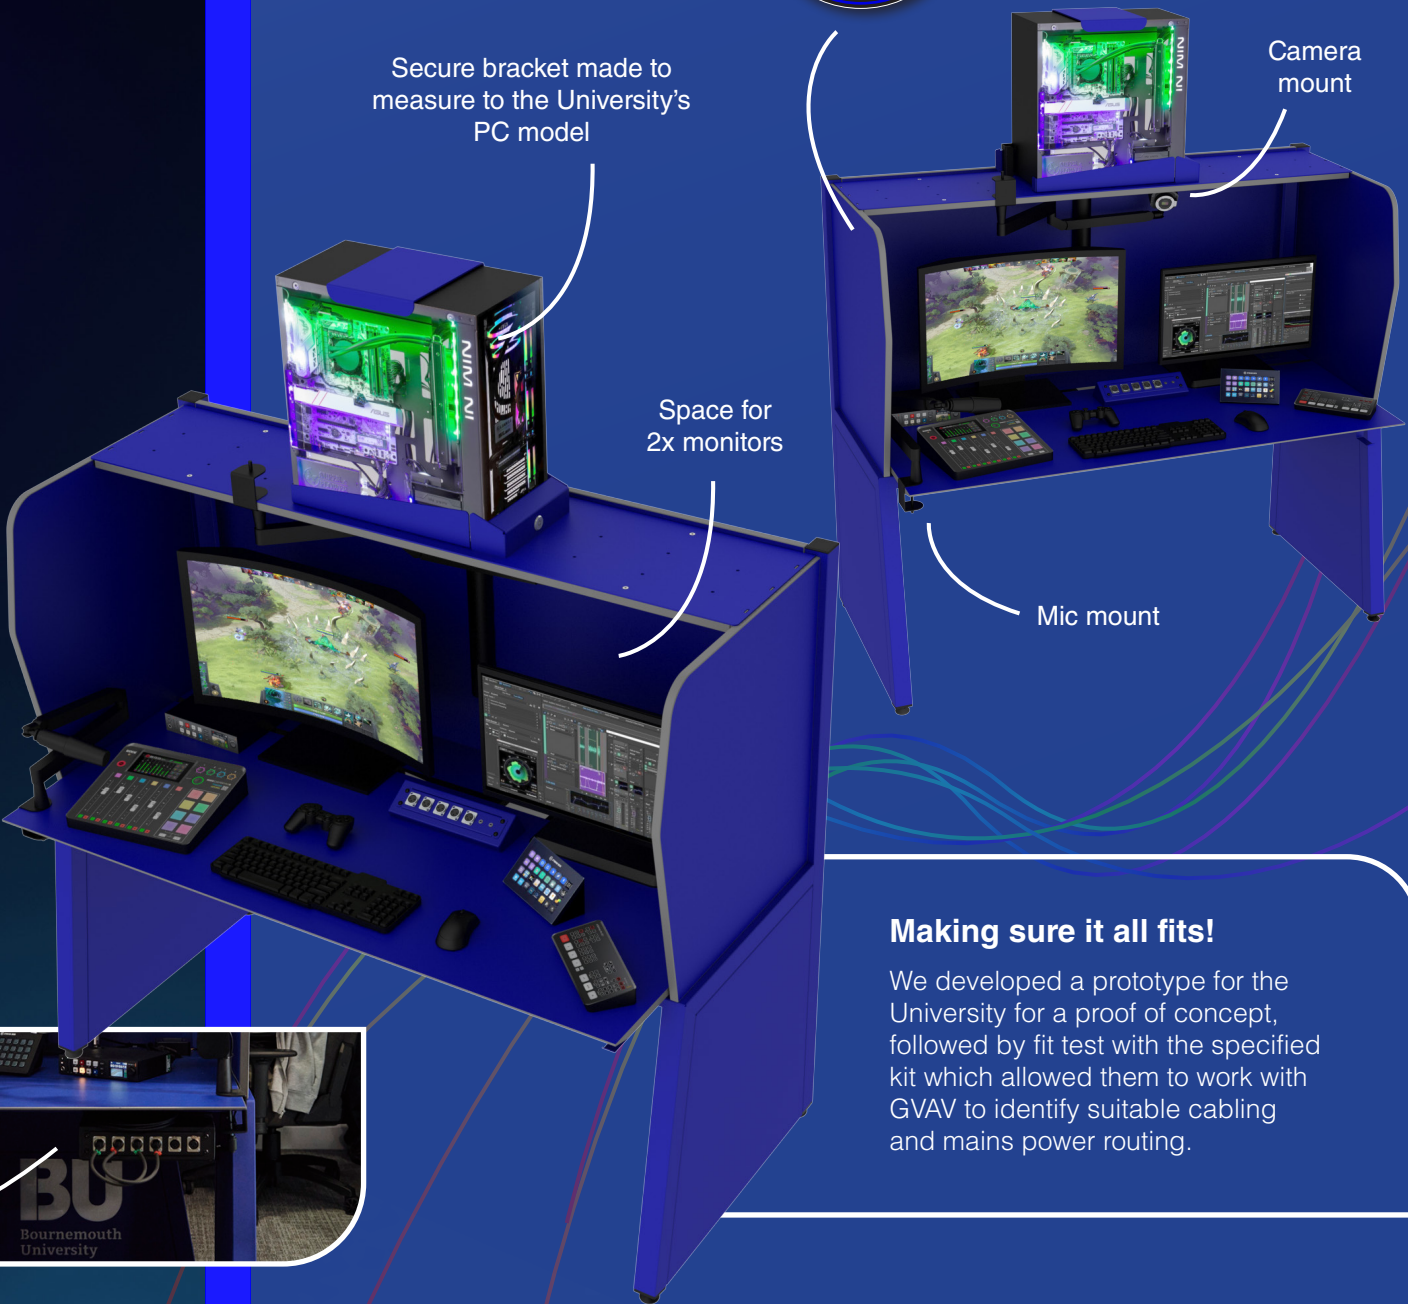 Secure bracket made to
measure to the University’s
PC model
Camera
mount
Space for
2x monitors
Mic mount
Making sure it all fits!
We developed a prototype for the
University for a proof of concept,
followed by fit test with the specified
kit which allowed them to work with
GVAV to identify suitable cabling
and mains power routing.
BU
Bournemouth
University
ASUS
ASUS